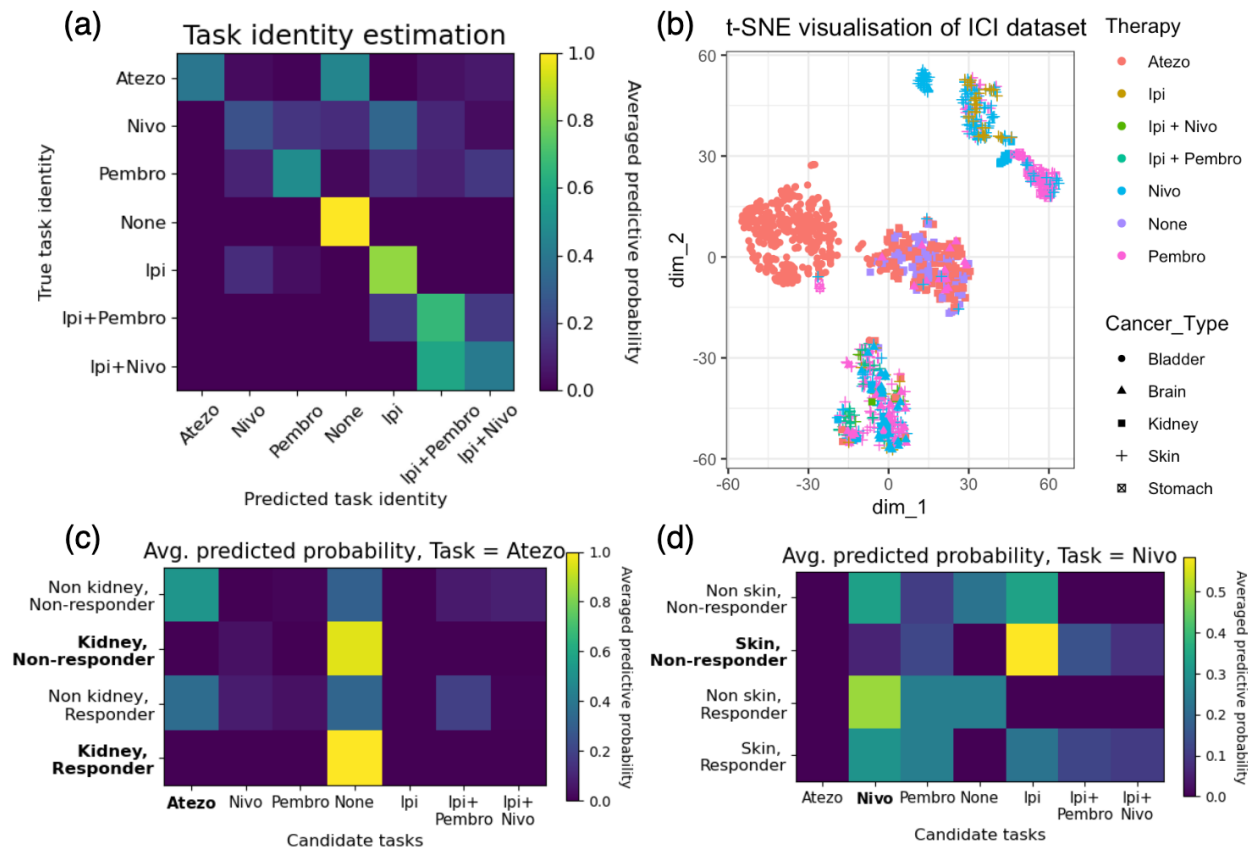 (a)
Task identity estimation
True task identity
Atezo
Nivo
Pembro
None
Ipi
Ipi+Pembro
Ipi+Nivo
Atezo
Nivo
Pembro
None
Ipi
Ipi+Pembro
Ipi+Nivo
Predicted task identity
1.0
0.8
0.6
0.4
0.2
0.0
Averaged predictive probability
(b)
t-SNE visualisation of ICI dataset
60
30
0
-30
-60
dim_2
-60
-30
0
30
60
dim_1
Therapy
Atezo
Ipi
Ipi + Nivo
Ipi + Pembro
Nivo
None
Pembro
Cancer_Type
Bladder
Brain
Kidney
Skin
Stomach
(c)
Avg. predicted probability, Task = Atezo
Non kidney,
Non-responder
Kidney,
Non-responder
Non kidney,
Responder
Kidney,
Responder
Atezo
Nivo
Pembro
None
Ipi
Ipi+
Pembro
Ipi+
Nivo
Candidate tasks
1.0
0.8
0.6
0.4
0.2
0.0
Averaged predictive probability
(d)
Avg. predicted probability, Task = Nivo
Non skin,
Non-responder
Skin,
Non-responder
Non skin,
Responder
Skin,
Responder
Atezo
Nivo
Pembro
None
Ipi
Ipi+
Pembro
Ipi+
Nivo
Candidate tasks
0.5
0.4
0.3
0.2
0.1
0.0
Averaged predictive probability